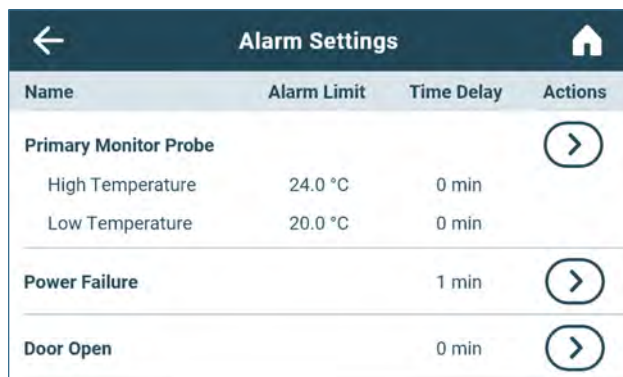 Alarm Settings
Name Alarm Limit Time Delay Actions
Primary Monitor Probe
High Temperature 24.0 °C 0 min
Low Temperature 20.0 °C 0 min
Power Failure 1 min
Door Open 0 min